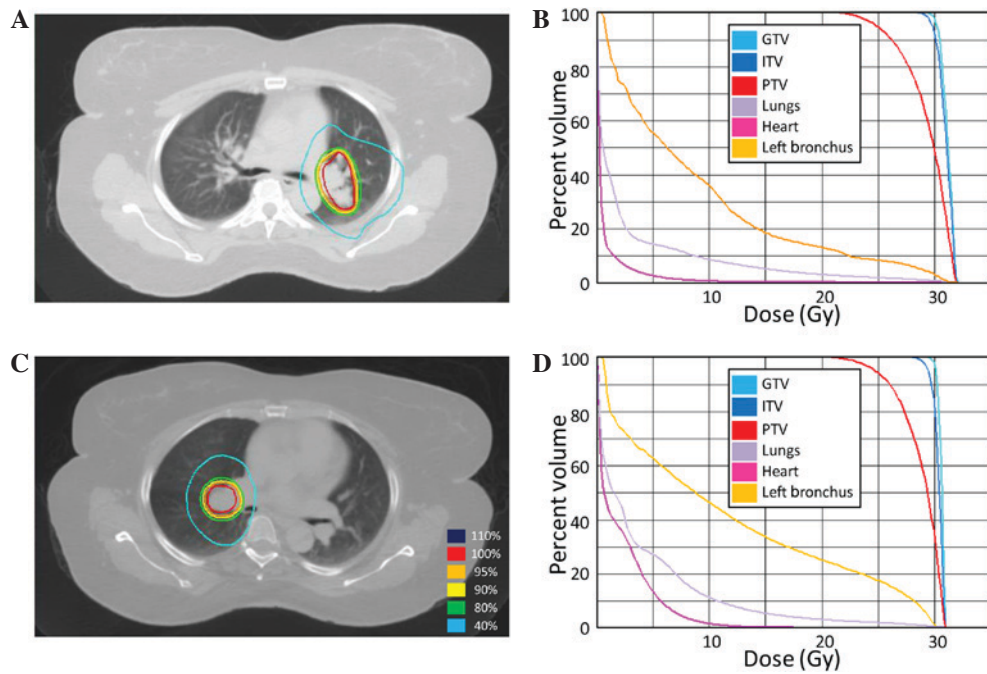 A
B
Percent volume
100
80
60
40
20
0
GTV
ITV
PTV
Lungs
Heart
Left bronchus
10
20
30
Dose (Gy)
C
110%
100%
95%
90%
80%
40%
D
Percent volume
100
80
60
40
20
0
GTV
ITV
PTV
Lungs
Heart
Left bronchus
10
20
30
Dose (Gy)